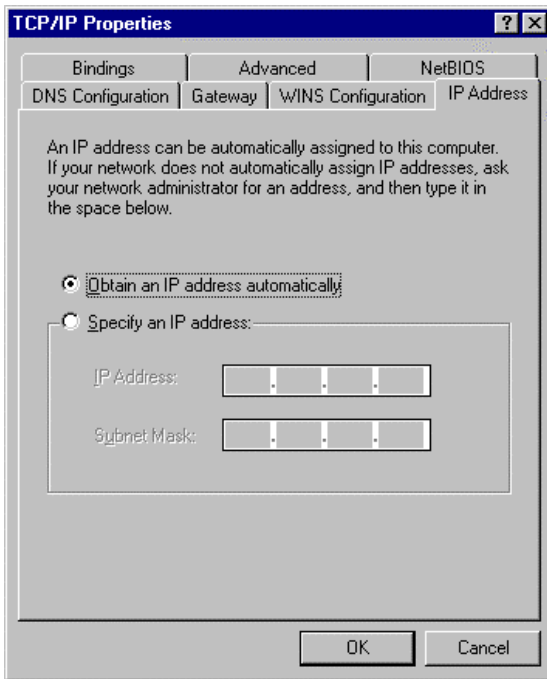 TCP/IP Properties
? X
Bindings Advanced NetBIOS
DNS Configuration Gateway WINS Configuration IP Address
An IP address can be automatically assigned to this computer.
If your network does not automatically assign IP addresses, ask
your network administrator for an address, and then type it in
the space below.
Obtain an IP address automatically
Specify an IP address:
IP Address: . . .
Subnet Mask: . . .
OK Cancel